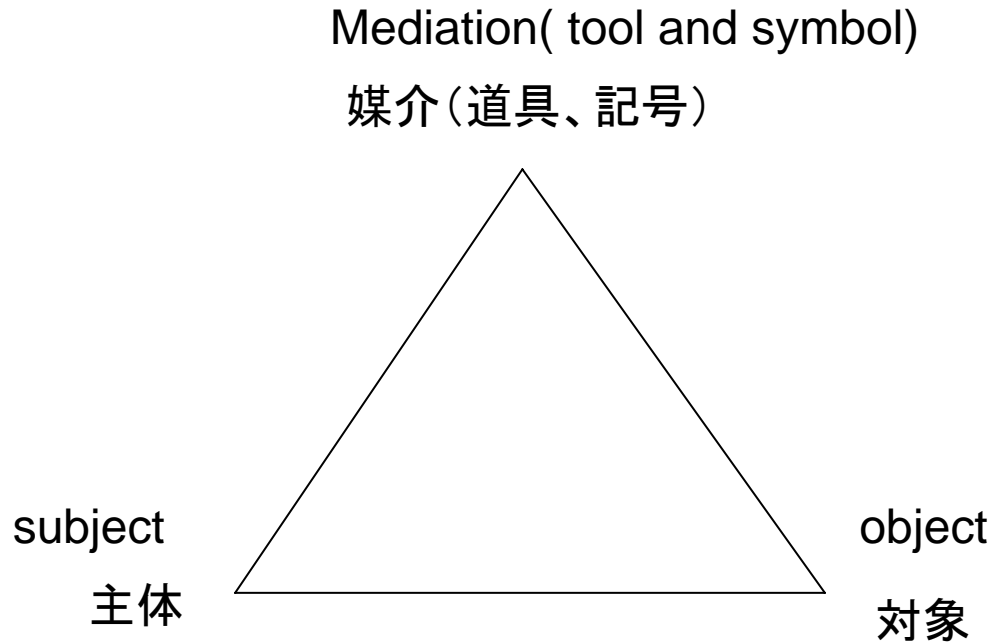 Mediation( tool and symbol)
媒介（道具、記号）
subject
主体
object
対象